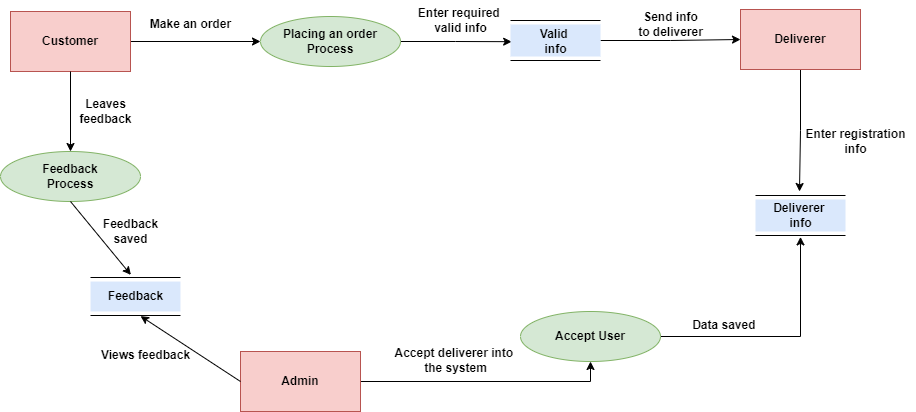 Customer
Make an order
Placing an order
Process
Enter required
valid info
Valid
info
Send info
to deliverer
Deliverer
Leaves
feedback
Enter registration
info
Feedback
Process
Feedback
saved
Deliverer
info
Feedback
Views feedback
Admin
Accept deliverer into
the system
Accept User
Data saved